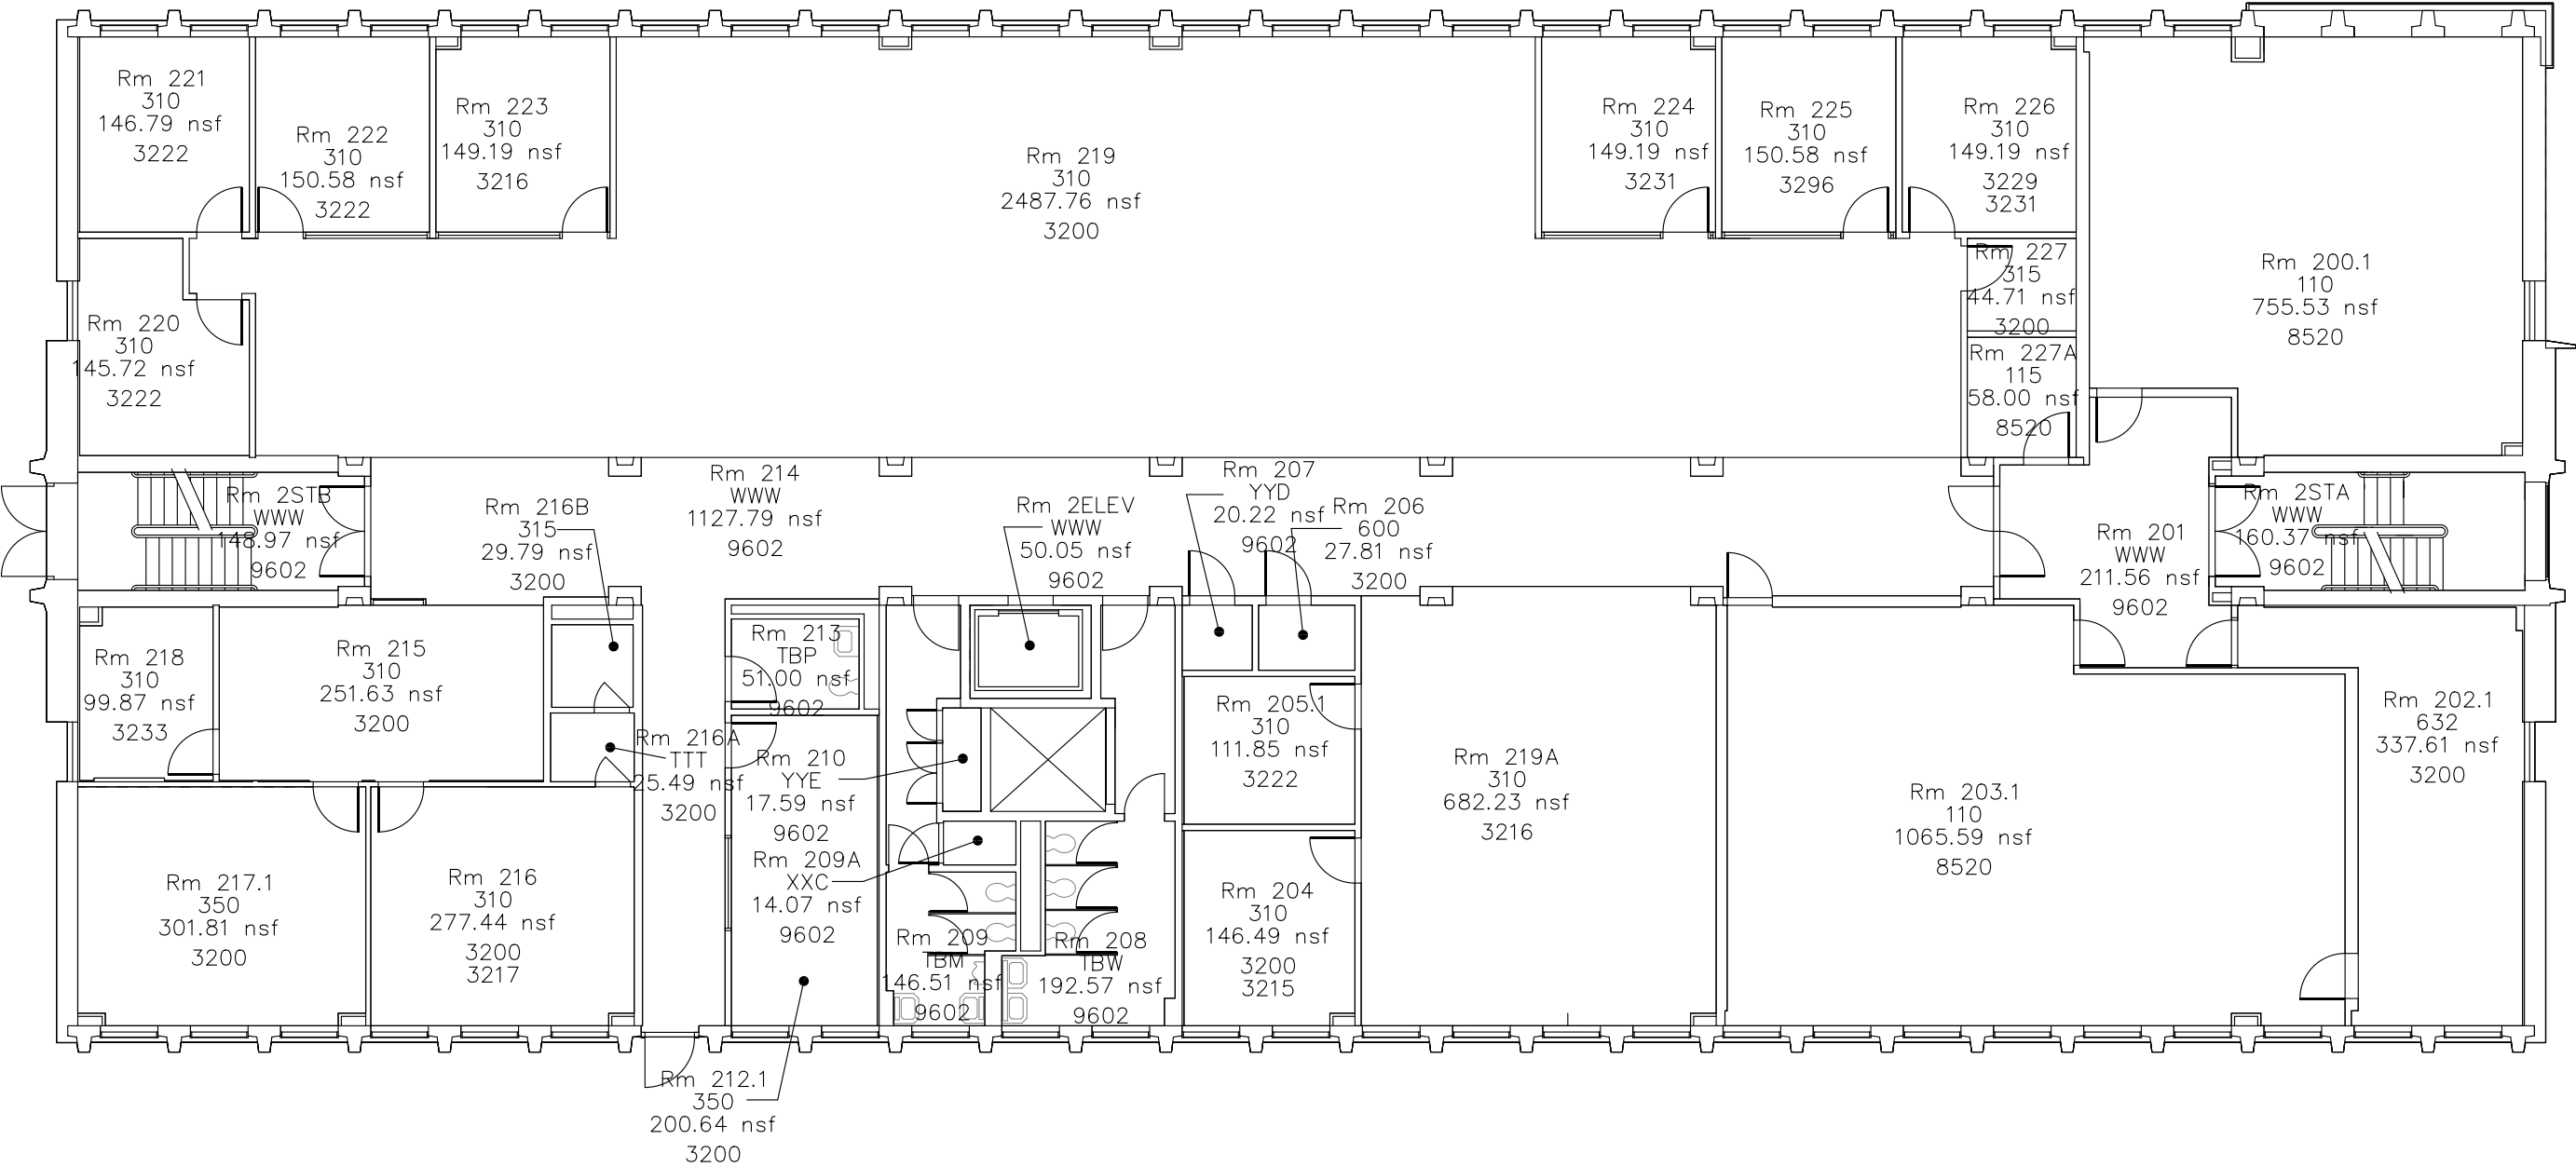 Rm 221
310
146.79 nsf
3222
Rm 222
310
150.58 nsf
3222
Rm 223
310
149.19 nsf
3216
Rm 219
310
2487.76 nsf
3200
Rm 224
310
149.19 nsf
3231
Rm 225
310
150.58 nsf
3296
Rm 226
310
149.19 nsf
3229
3231
Rm 227
315
44.71 nsf
3200
Rm 227A
115
58.00 nsf
8520
Rm 200.1
110
755.53 nsf
8520
Rm 220
310
145.72 nsf
3222
Rm 2STB
WWW
148.97 nsf
9602
Rm 216B
315
29.79 nsf
3200
Rm 214
WWW
1127.79 nsf
9602
Rm 2ELEV
WWW
50.05 nsf
9602
Rm 207
YYD
20.22 nsf
9602
Rm 206
600
27.81 nsf
3200
Rm 201
WWW
211.56 nsf
9602
Rm 2STA
WWW
160.37 nsf
9602
Rm 218
310
99.87 nsf
3233
Rm 215
310
251.63 nsf
3200
Rm 216A
TTT
25.49 nsf
3200
Rm 213
TBP
51.00 nsf
9602
Rm 210
YYE
17.59 nsf
9602
Rm 209A
XXC
14.07 nsf
9602
Rm 205.1
310
111.85 nsf
3222
Rm 219A
310
682.23 nsf
3216
Rm 203.1
110
1065.59 nsf
8520
Rm 202.1
632
337.61 nsf
3200
Rm 217.1
350
301.81 nsf
3200
Rm 216
310
277.44 nsf
3200
3217
Rm 209
TBM
146.51 nsf
9602
Rm 208
TBW
192.57 nsf
9602
Rm 204
310
146.49 nsf
3200
3215
Rm 212.1
350
200.64 nsf
3200